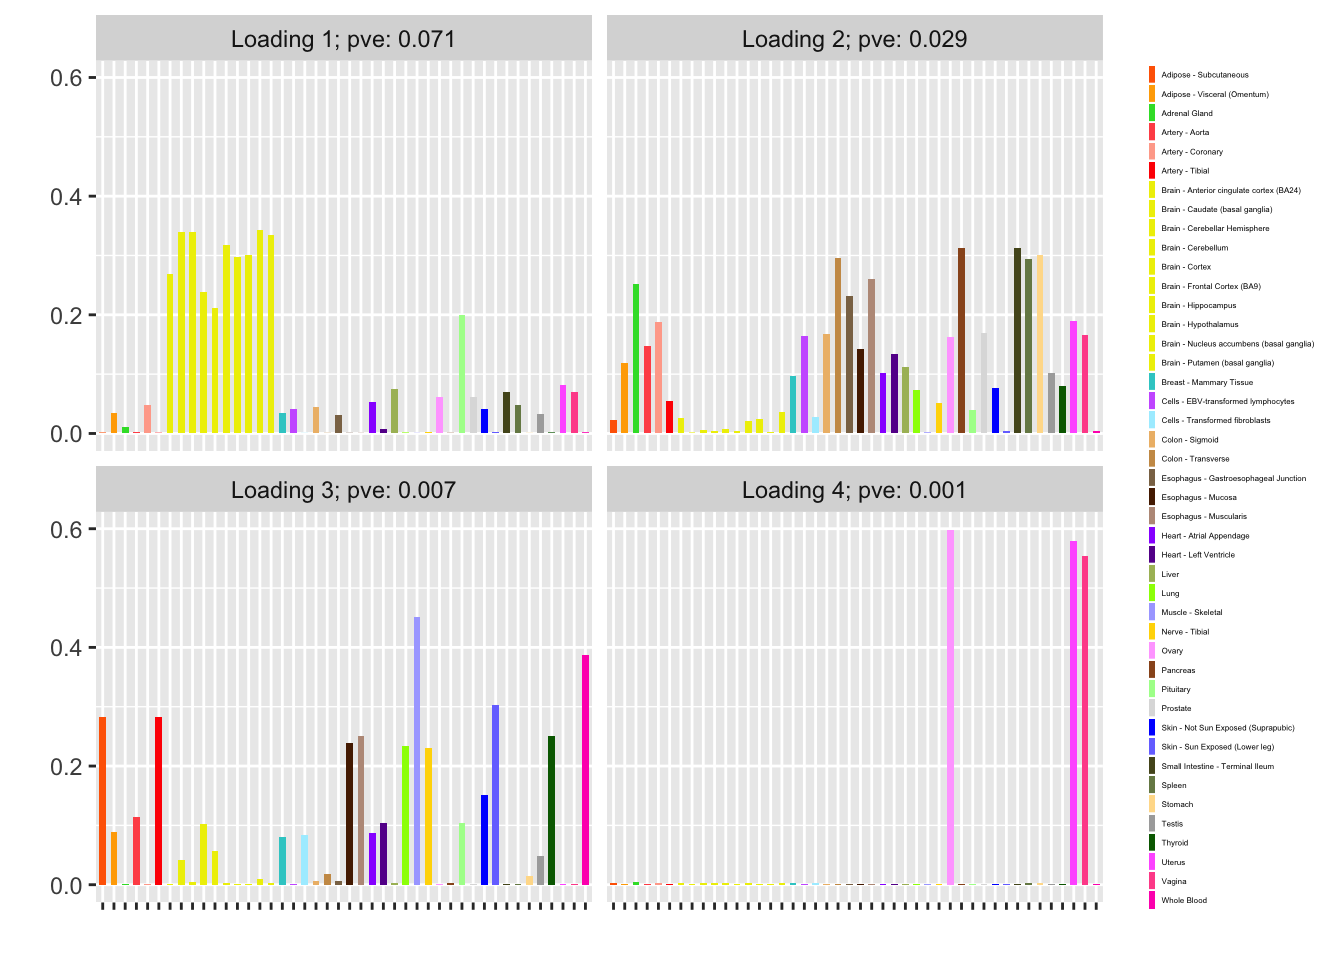 Loading 1; pve: 0.071
Loading 2; pve: 0.029
0.6
0.4
0.2
0.0
Loading 3; pve: 0.007
Loading 4; pve: 0.001
0.6
0.4
0.2
0.0
Adipose - Subcutaneous
Adipose - Visceral (Omentum)
Adrenal Gland
Artery - Aorta
Artery - Coronary
Artery - Tibial
Brain - Anterior cingulate cortex (BA24)
Brain - Caudate (basal ganglia)
Brain - Cerebellar Hemisphere
Brain - Cerebellum
Brain - Cortex
Brain - Frontal Cortex (BA9)
Brain - Hippocampus
Brain - Hypothalamus
Brain - Nucleus accumbens (basal ganglia)
Brain - Putamen (basal ganglia)
Breast - Mammary Tissue
Cells - EBV-transformed lymphocytes
Cells - Transformed fibroblasts
Colon - Sigmoid
Colon - Transverse
Esophagus - Gastroesophageal Junction
Esophagus - Mucosa
Esophagus - Muscularis
Heart - Atrial Appendage
Heart - Left Ventricle
Liver
Lung
Muscle - Skeletal
Nerve - Tibial
Ovary
Pancreas
Pituitary
Prostate
Skin - Not Sun Exposed (Suprapubic)
Skin - Sun Exposed (Lower leg)
Small Intestine - Terminal Ileum
Spleen
Stomach
Testis
Thyroid
Uterus
Vagina
Whole Blood